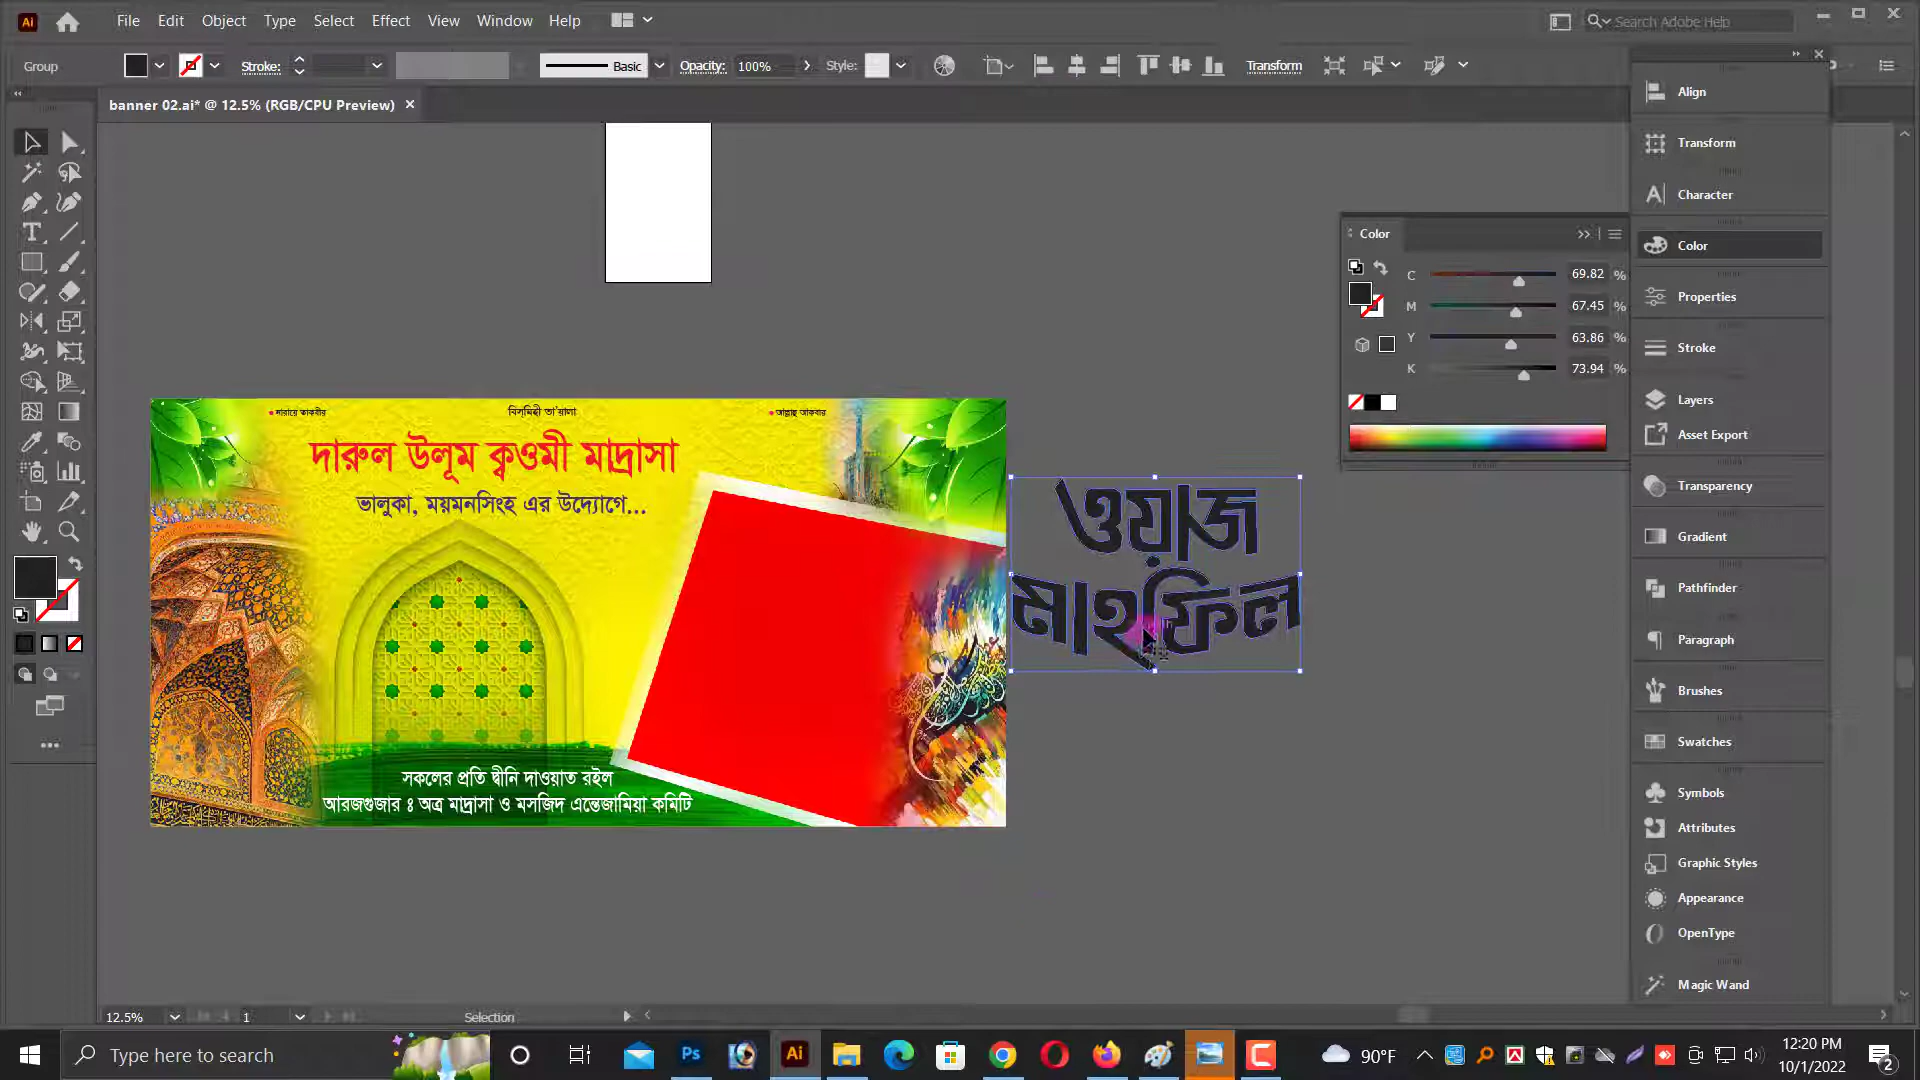 File Edit Object Type Select Effect View Window Help
Search Adobe Help
Group Stroke: Basic Opacity: 100% Style: Transform
banner 02.ai* @ 12.5% (RGB/CPU Preview)
Align
Transform
Character
Color
Properties
Stroke
Layers
Asset Export
Transparency
Gradient
Pathfinder
Paragraph
Brushes
Swatches
Symbols
Attributes
Graphic Styles
Appearance
OpenType
Magic Wand
Color
C 69.82 %
M 67.45 %
Y 63.86 %
K 73.94 %
নারায়ে তাকবীর
বিসমিহী তা'য়ালা
আল্লাহু আকবার
দারুল উলূম ক্বওমী মাদ্রাসা
ভালুকা, ময়মনসিংহ এর উদ্যোগে...
ওয়াজ
মাহফিল
সকলের প্রতি দ্বীনি দাওয়াত রইল
আরজগুজার ঃ অত্র মাদ্রাসা ও মসজিদ এন্তেজামিয়া কমিটি
12.5% 1 Selection
Type here to search
90°F
12:20 PM
10/1/2022
2